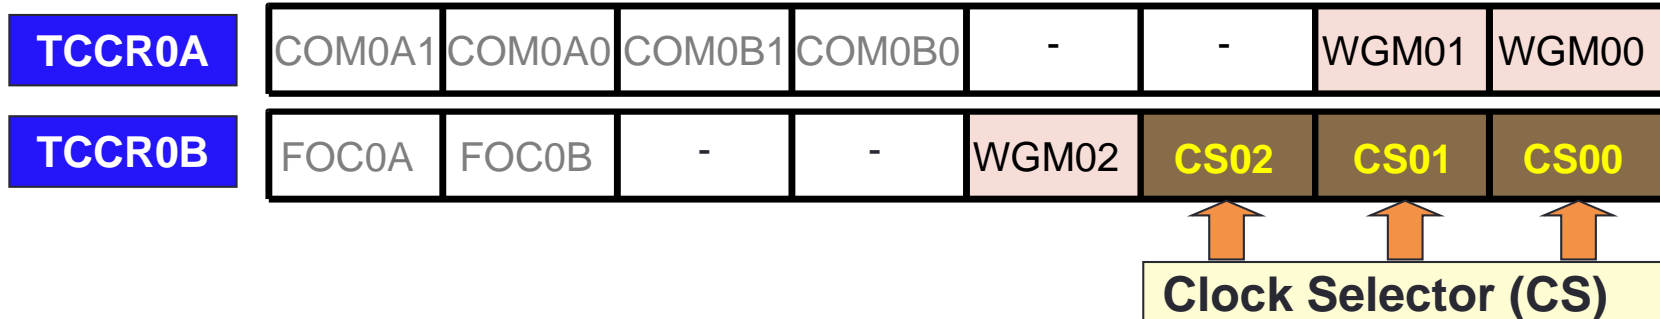 TCCR0A COM0A1 COM0A0 COM0B1 COM0B0 - - WGM01 WGM00
TCCR0B FOC0A FOC0B - - WGM02 CS02 CS01 CS00
Clock Selector (CS)